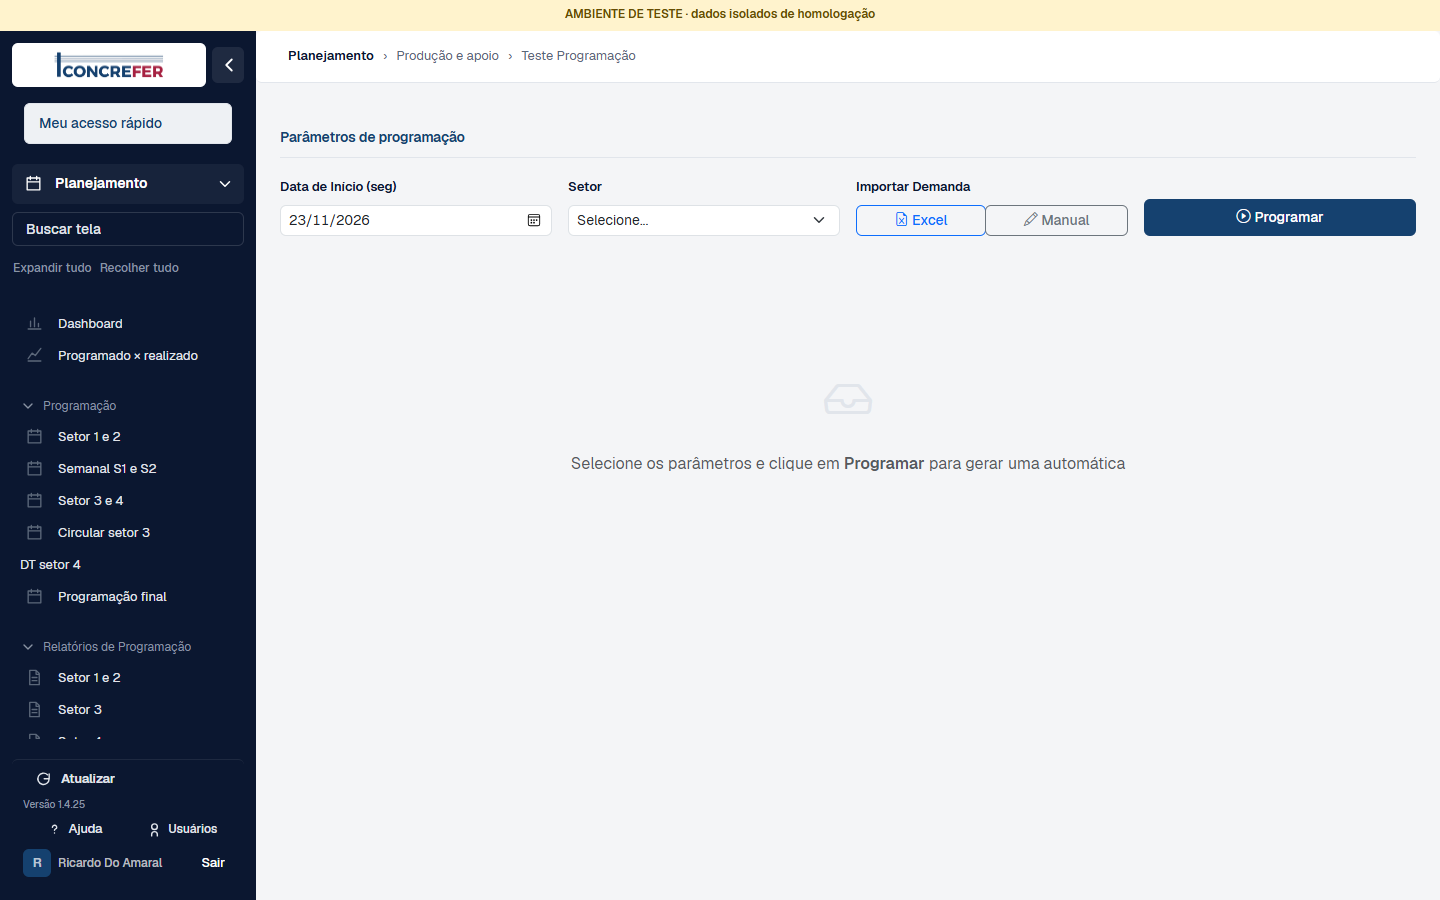 AMBIENTE DE TESTE · dados isolados de homologação
CONCREFER
Meu acesso rápido
Planejamento
Buscar tela
Expandir tudo Recolher tudo
Dashboard
Programado × realizado
Programação
Setor 1 e 2
Semanal S1 e S2
Setor 3 e 4
Circular setor 3
DT setor 4
Programação final
Relatórios de Programação
Setor 1 e 2
Setor 3
Atualizar
Versão 1.4.25
? Ajuda Usuários
R Ricardo Do Amaral Sair
Planejamento › Produção e apoio › Teste Programação
Parâmetros de programação
Data de Início (seg)
23/11/2026
Setor
Selecione...
Importar Demanda
Excel Manual
Programar
Selecione os parâmetros e clique em Programar para gerar uma automática